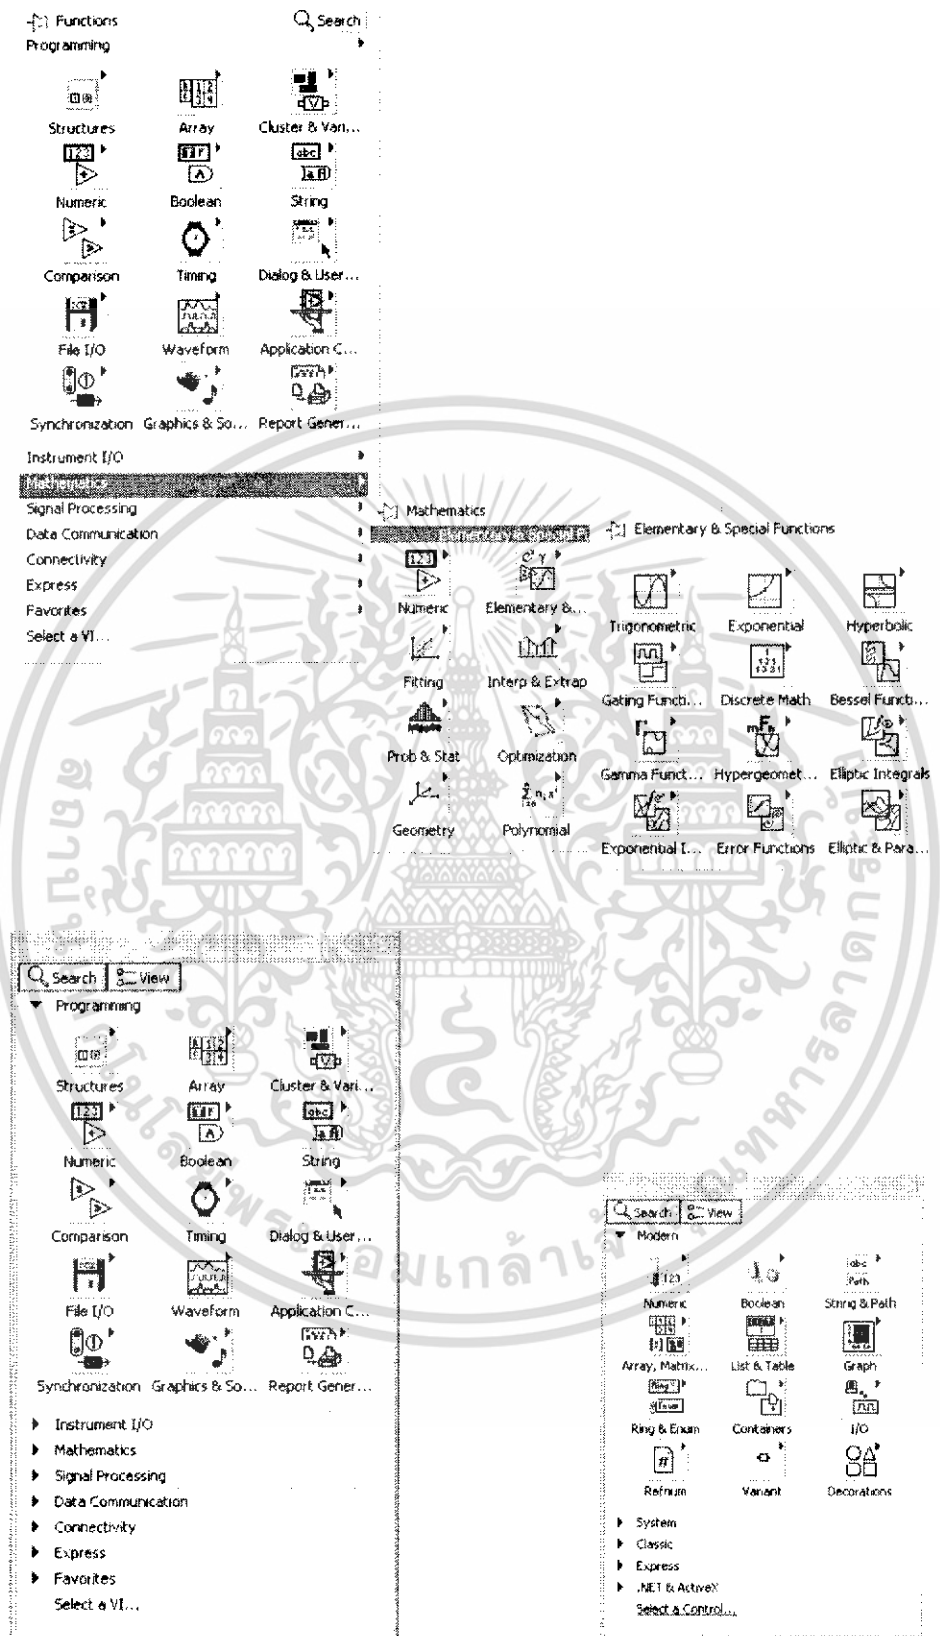 Functions Search
Programming
Structures Array Cluster & Vari...
Numeric Boolean String
Comparison Timing Dialog & User...
File I/O Waveform Application C...
Synchronization Graphics & So... Report Gener...
Instrument I/O
Mathematics
Signal Processing
Data Communication
Connectivity
Express
Favorites
Select a VI...
Mathematics
Elementary & Special F
Numeric Elementary &...
Fitting Interp & Extrap
Prob & Stat Optimization
Geometry Polynomial
Elementary & Special Functions
Trigonometric Exponential Hyperbolic
Gating Functi... Discrete Math Bessel Functi...
Gamma Funct... Hypergeomet... Elliptic Integrals
Exponential I... Error Functions Elliptic & Para...
Search View
Programming
Structures Array Cluster & Vari...
Numeric Boolean String
Comparison Timing Dialog & User...
File I/O Waveform Application C...
Synchronization Graphics & So... Report Gener...
Instrument I/O
Mathematics
Signal Processing
Data Communication
Connectivity
Express
Favorites
Select a VI...
Search View
Modern
Numeric Boolean String & Path
Array, Matrix... List & Table Graph
Ring & Enum Containers I/O
Refnum Variant Decorations
System
Classic
Express
.NET & ActiveX
Select a Control...